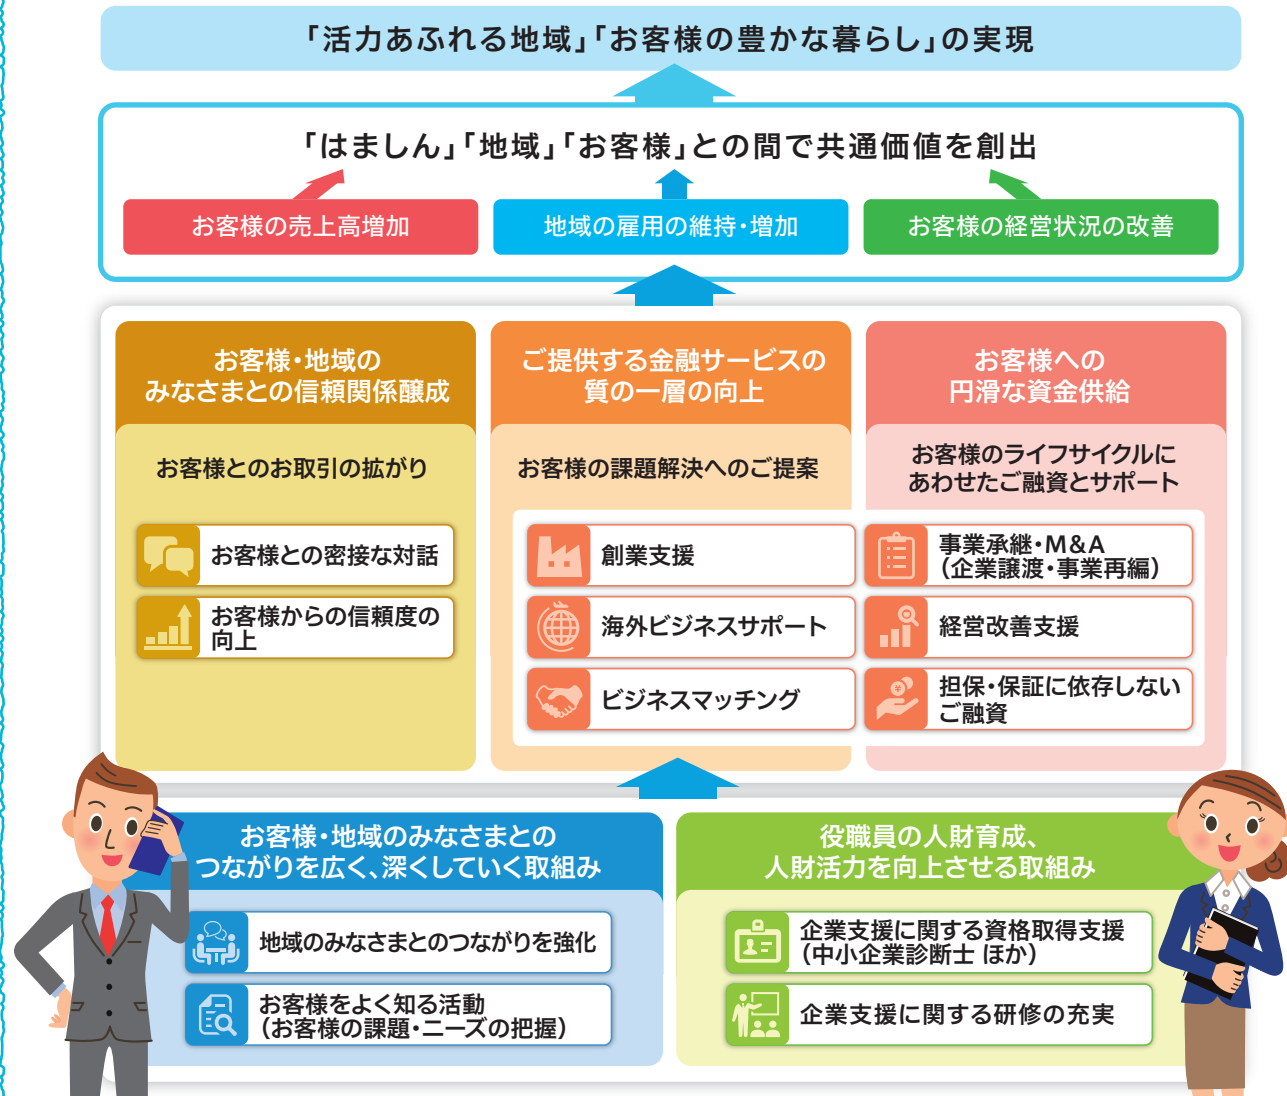 「活力あふれる地域」「お客様の豊かな暮らし」の実現
「はましん」「地域」「お客様」との間で共通価値を創出
お客様の売上高増加
地域の雇用の維持・増加
お客様の経営状況の改善
お客様・地域の
みなさまとの信頼関係醸成
お客様とのお取引の拡がり
お客様との密接な対話
お客様からの信頼度の
向上
ご提供する金融サービスの
質の一層の向上
お客様の課題解決へのご提案
創業支援
海外ビジネスサポート
ビジネスマッチング
お客様への
円滑な資金供給
お客様のライフサイクルに
あわせたご融資とサポート
事業承継・M&A
(企業譲渡・事業再編)
経営改善支援
担保・保証に依存しない
ご融資
お客様・地域のみなさまとの
つながりを広く、深くしていく取組み
地域のみなさまとのつながりを強化
お客様をよく知る活動
(お客様の課題・ニーズの把握)
役職員の人財育成、
人財活力を向上させる取組み
企業支援に関する資格取得支援
(中小企業診断士 ほか)
企業支援に関する研修の充実